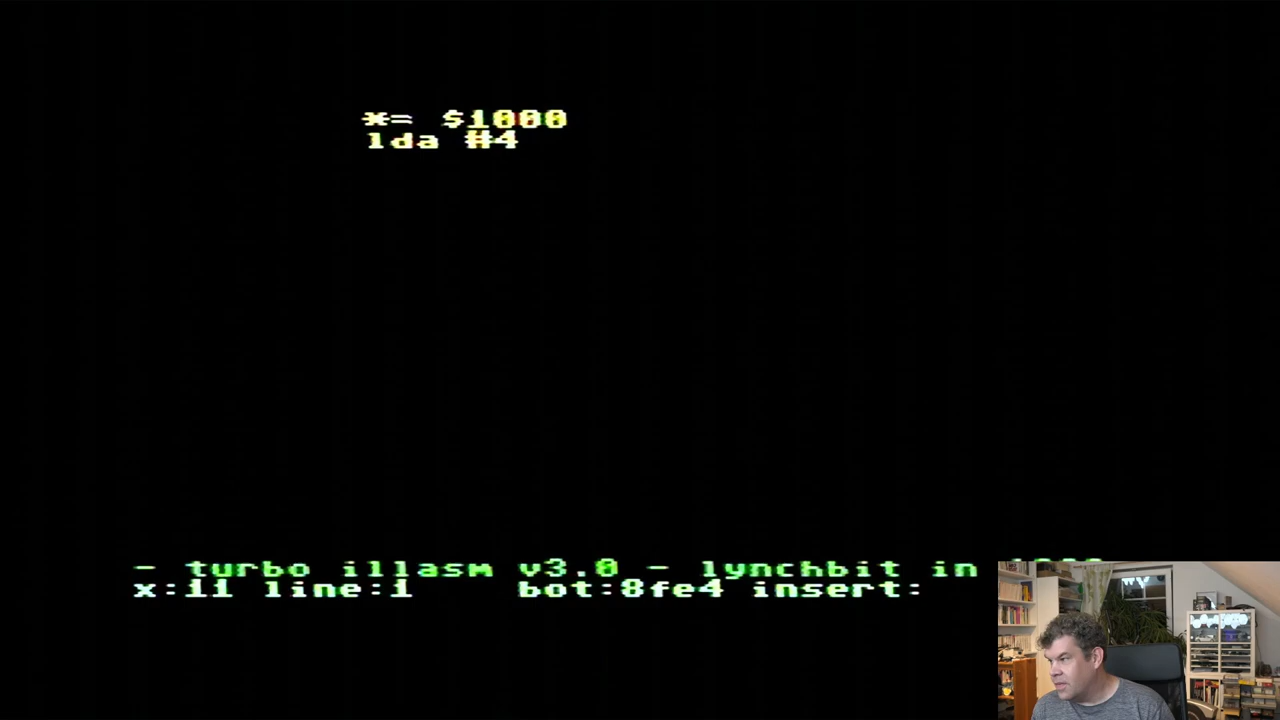 *= $1000
lda #4
- turbo illasm v3.0 - lynchbit in
x:11 line:1 bot:8fe4 insert: